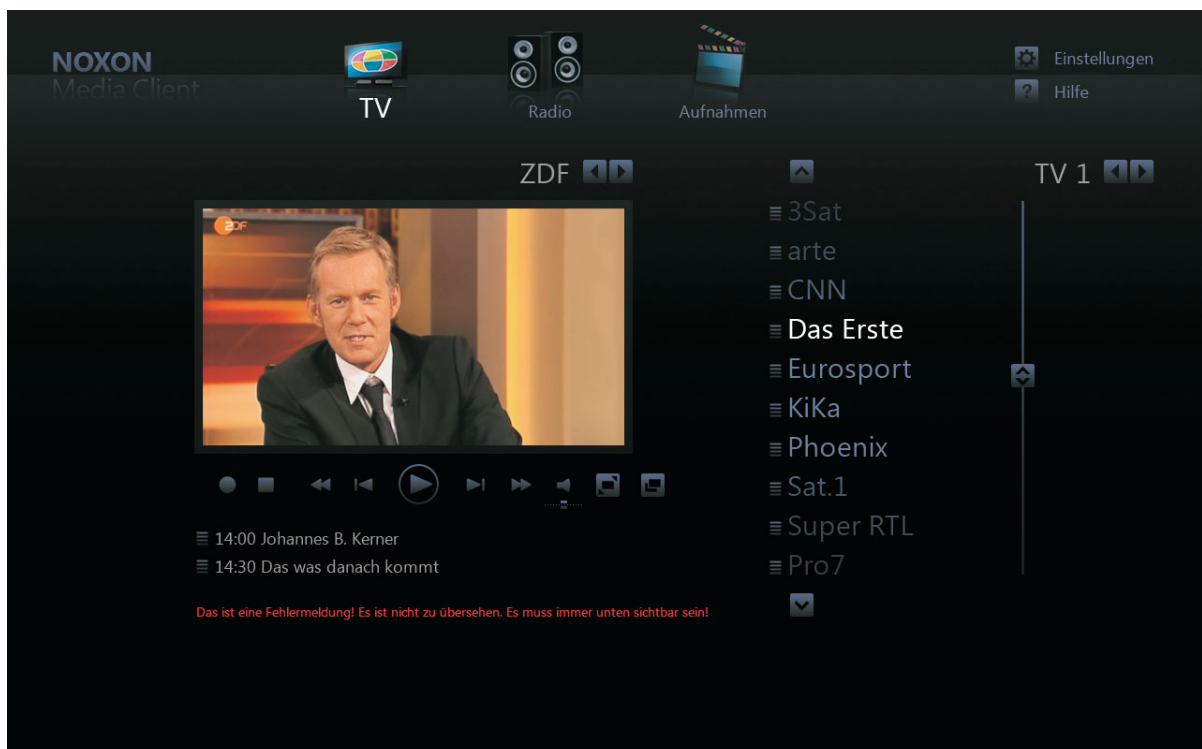 NOXON
Media Client
TV
Radio
Aufnahmen
Einstellungen
? Hilfe
ZDF
TV 1
ZDF
3Sat
arte
CNN
Das Erste
Eurosport
KiKa
Phoenix
Sat.1
Super RTL
Pro7
14:00 Johannes B. Kerner
14:30 Das was danach kommt
Das ist eine Fehlermeldung! Es ist nicht zu übersehen. Es muss immer unten sichtbar sein!